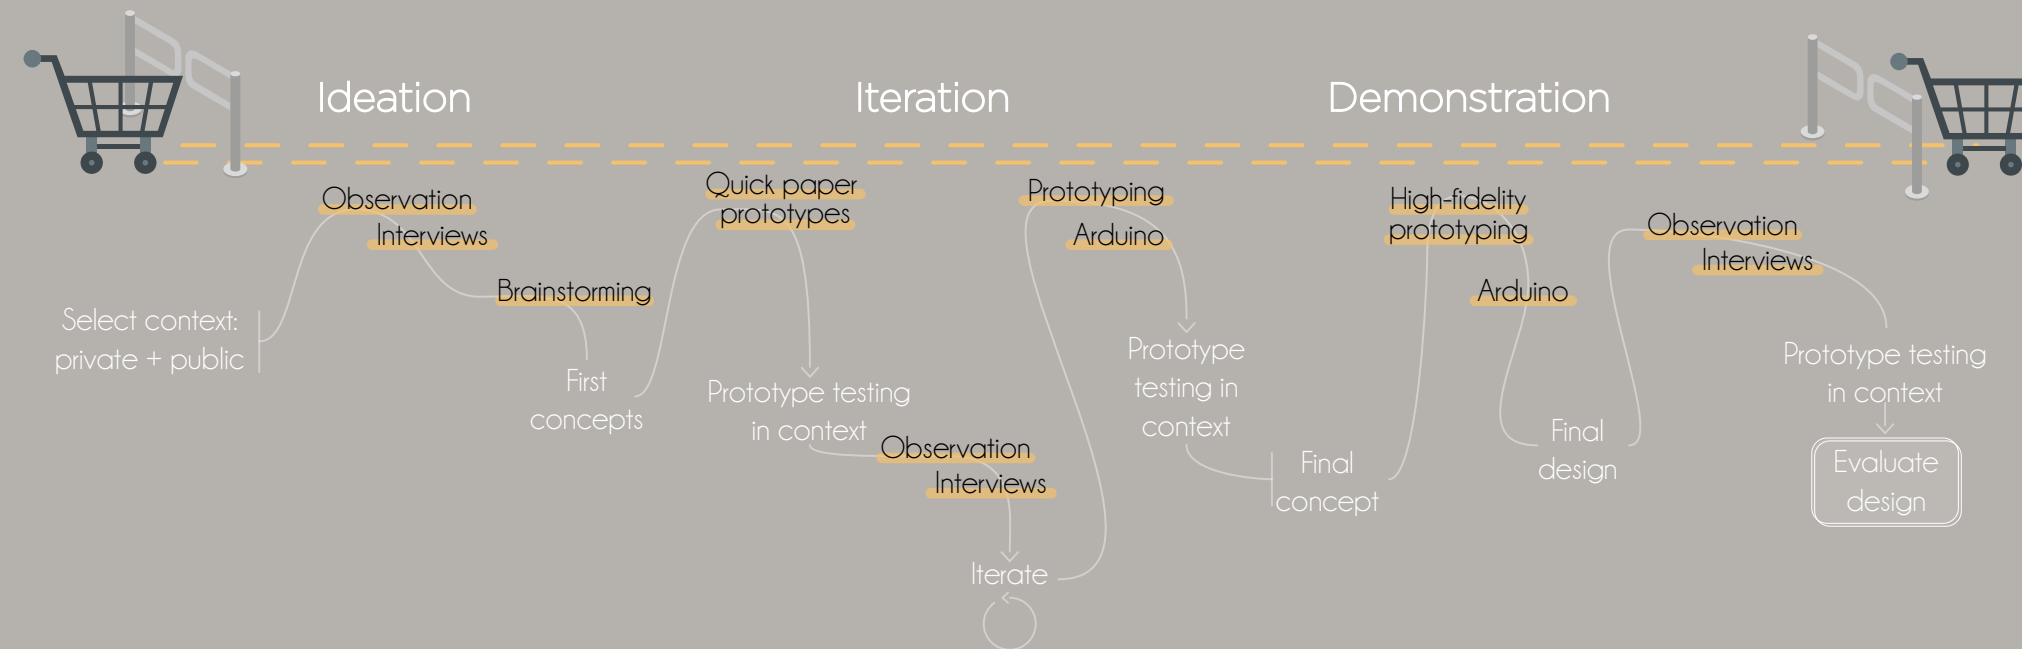 Ideation
Iteration
Demonstration
Select context:
private + public
Observation
Interviews
Brainstorming
First
concepts
Quick paper
prototypes
Prototype testing
in context
Observation
Interviews
Iterate
Prototyping
Arduino
Prototype
testing in
context
Final
concept
High-fidelity
prototyping
Arduino
Final
design
Observation
Interviews
Prototype testing
in context
Evaluate
design